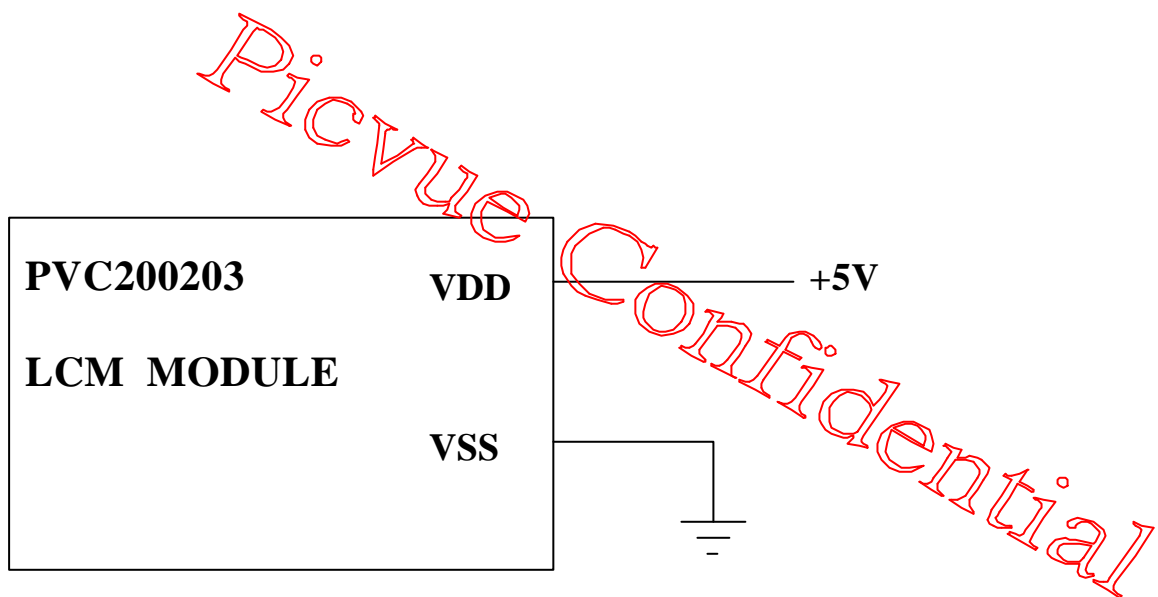 Picvue Confidential
PVC200203
VDD
+5V
LCM MODULE
VSS